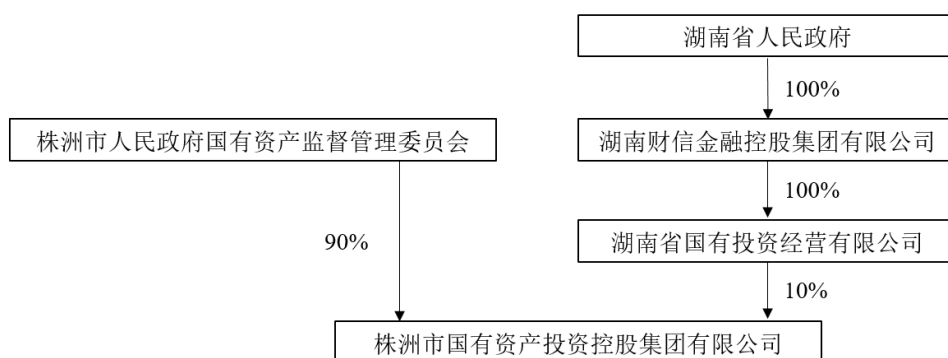 湖南省人民政府
100%
株洲市人民政府国有资产监督管理委员会
湖南财信金融控股集团有限公司
100%
湖南省国有投资经营有限公司
90%
10%
株洲市国有资产投资控股集团有限公司